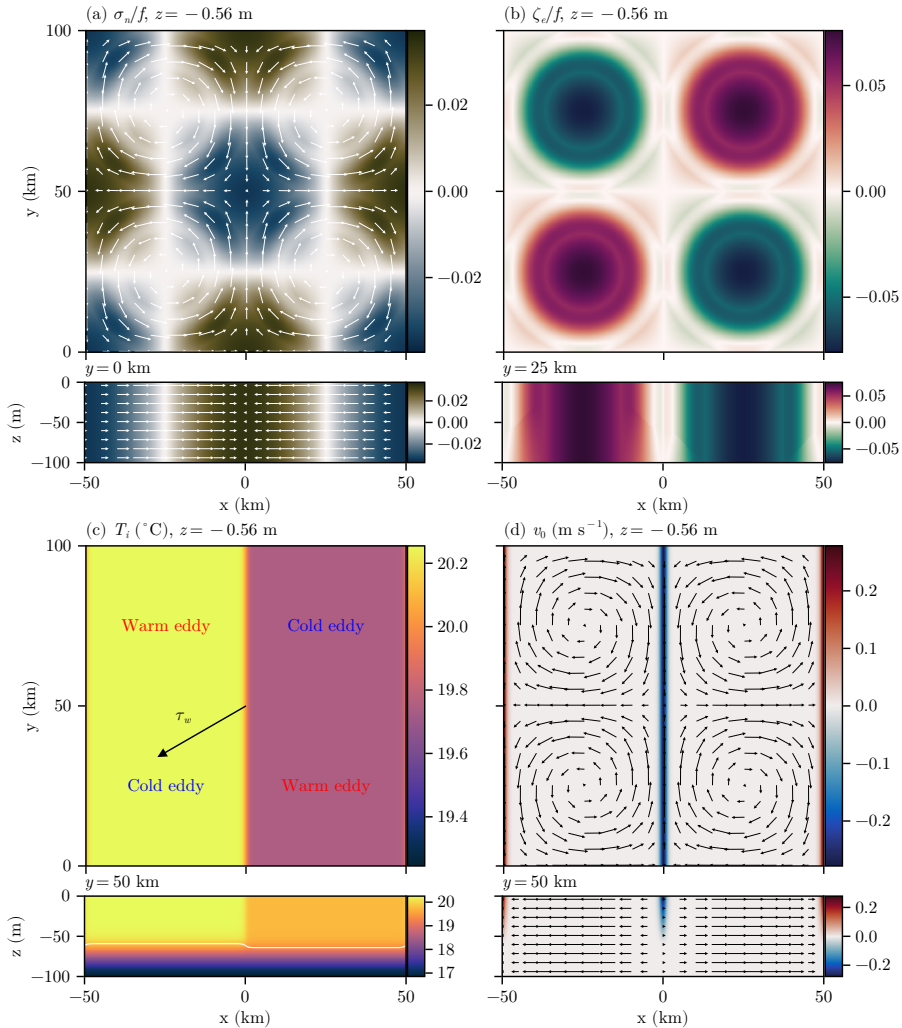 (a) σₙ/f, z = −0.56 m
100
50
0
y (km)
0.02
0.00
−0.02
(b) ζₑ/f, z = −0.56 m
0.05
0.00
−0.05
−50
0
50
y = 0 km
0
−50
−100
z (m)
0.02
0.00
−0.02
−50
0
50
x (km)
y = 25 km
0.05
0.00
−0.05
−50
0
50
x (km)
(c) Tᵢ (°C), z = −0.56 m
100
50
0
y (km)
Warm eddy
Cold eddy
τ_w
Cold eddy
Warm eddy
20.2
20.0
19.8
19.6
19.4
(d) v₀ (m s⁻¹), z = −0.56 m
0.2
0.1
0.0
−0.1
−0.2
y = 50 km
0
−50
−100
z (m)
20
19
18
17
−50
0
50
x (km)
y = 50 km
0.2
0.0
−0.2
−50
0
50
x (km)